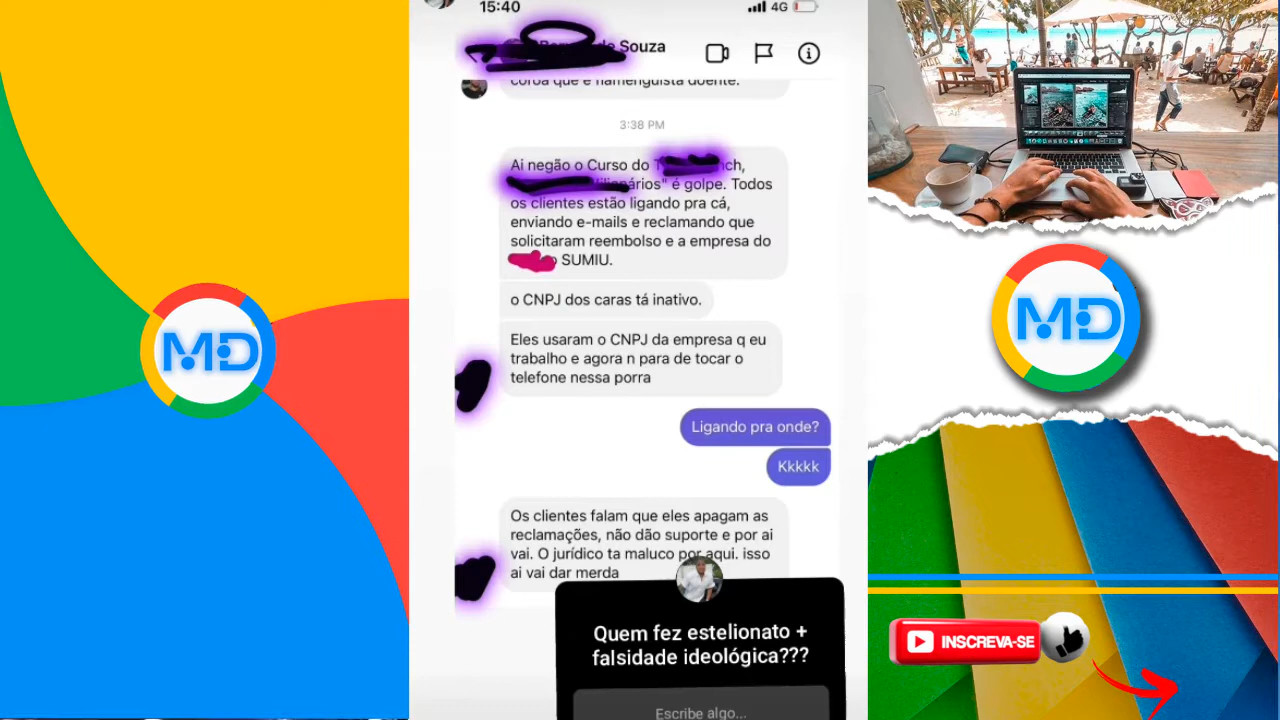 15:40
4G
de Souza
coroa que é flamenguista doente.
3:38 PM
Ai negão o Curso do
é golpe. Todos
os clientes estão ligando pra cá,
enviando e-mails e reclamando que
solicitaram reembolso e a empresa do
SUMIU.
o CNPJ dos caras tá inativo.
Eles usaram o CNPJ da empresa q eu
trabalho e agora n para de tocar o
telefone nessa porra
Ligando pra onde?
Kkkkk
Os clientes falam que eles apagam as
reclamações, não dão suporte e por ai
vai. O jurídico ta maluco por aqui. isso
ai vai dar merda
Quem fez estelionato +
falsidade ideológica???
Escribe algo...
MD
MD
INSCREVA-SE